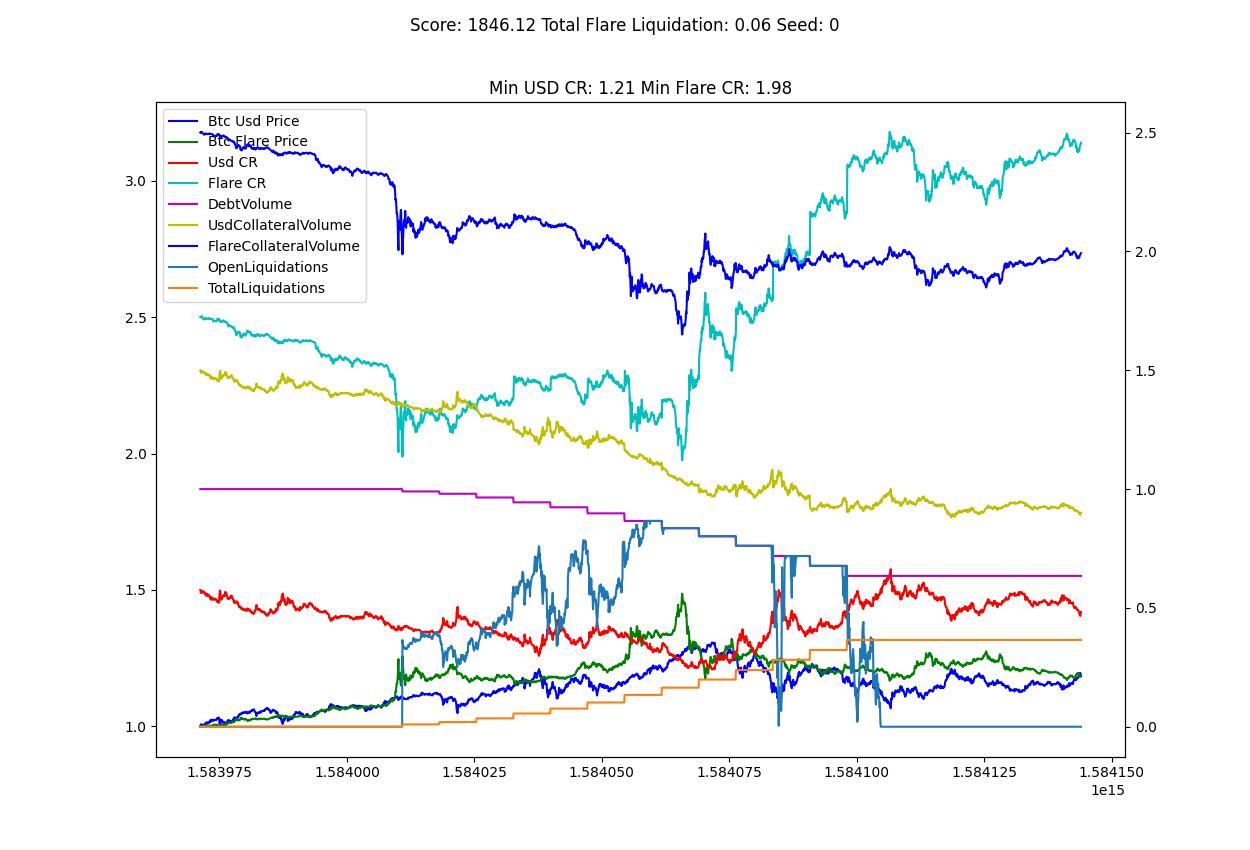 Score: 1846.12 Total Flare Liquidation: 0.06 Seed: 0
Min USD CR: 1.21 Min Flare CR: 1.98
Btc Usd Price
Btc Flare Price
Usd CR
Flare CR
DebtVolume
UsdCollateralVolume
FlareCollateralVolume
OpenLiquidations
TotalLiquidations
3.0
2.5
2.0
1.5
1.0
2.5
2.0
1.5
1.0
0.5
0.0
1.583975 1.584000 1.584025 1.584050 1.584075 1.584100 1.584125 1.584150
1e15